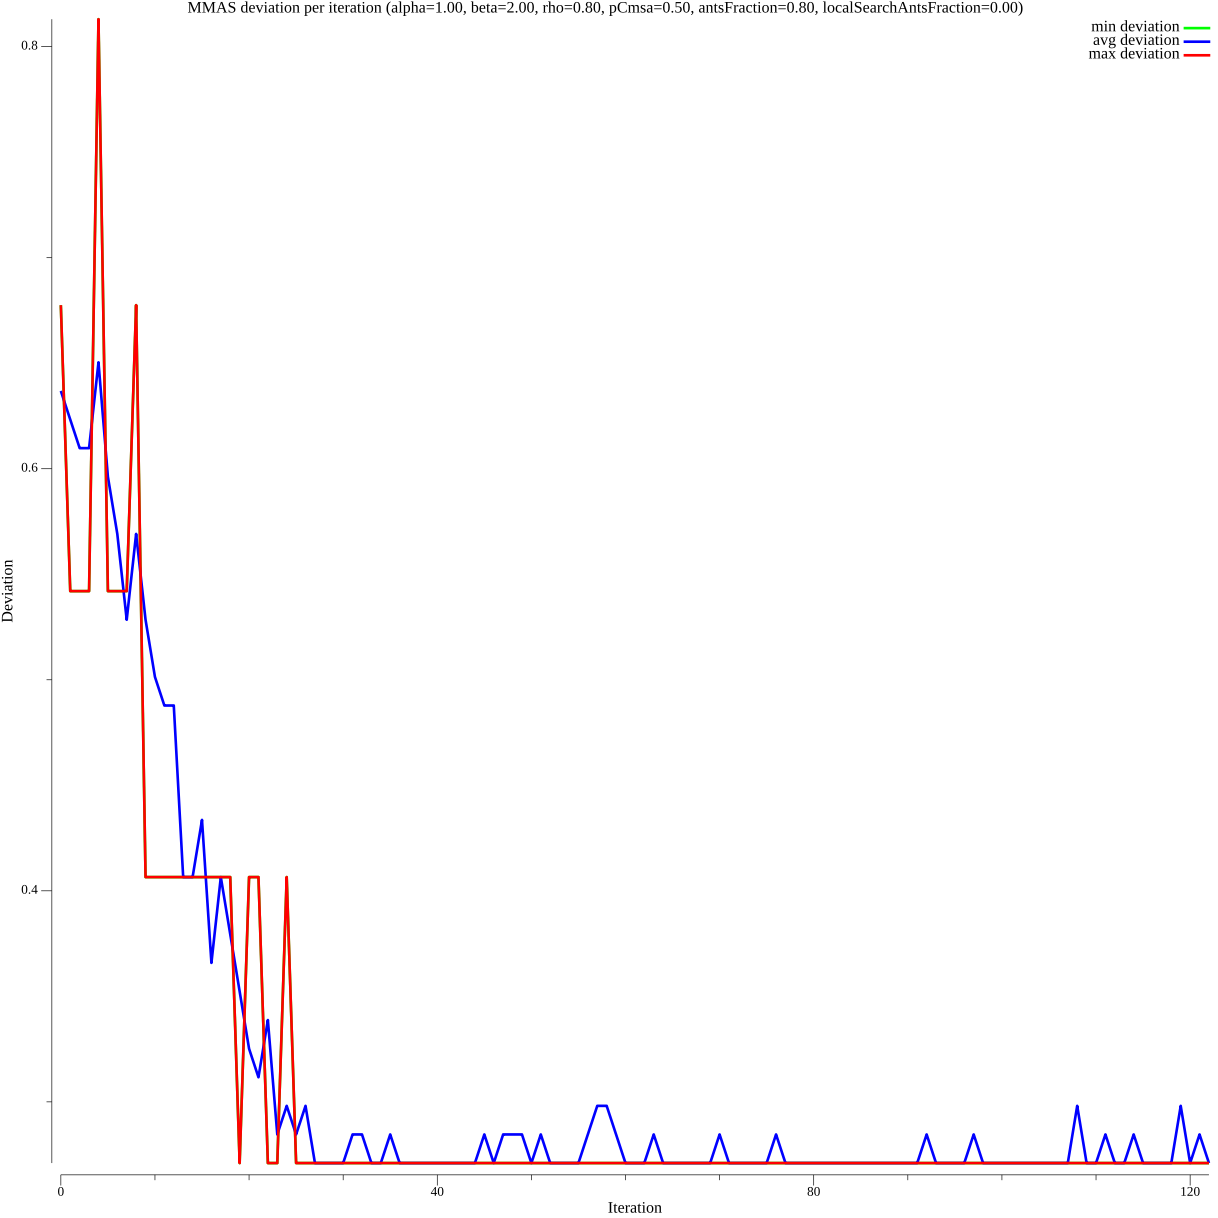 MMAS deviation per iteration (alpha=1.00, beta=2.00, rho=0.80, pCmsa=0.50, antsFraction=0.80, localSearchAntsFraction=0.00)
min deviation
avg deviation
max deviation
0.8
0.6
0.4
Deviation
0 40 80 120
Iteration